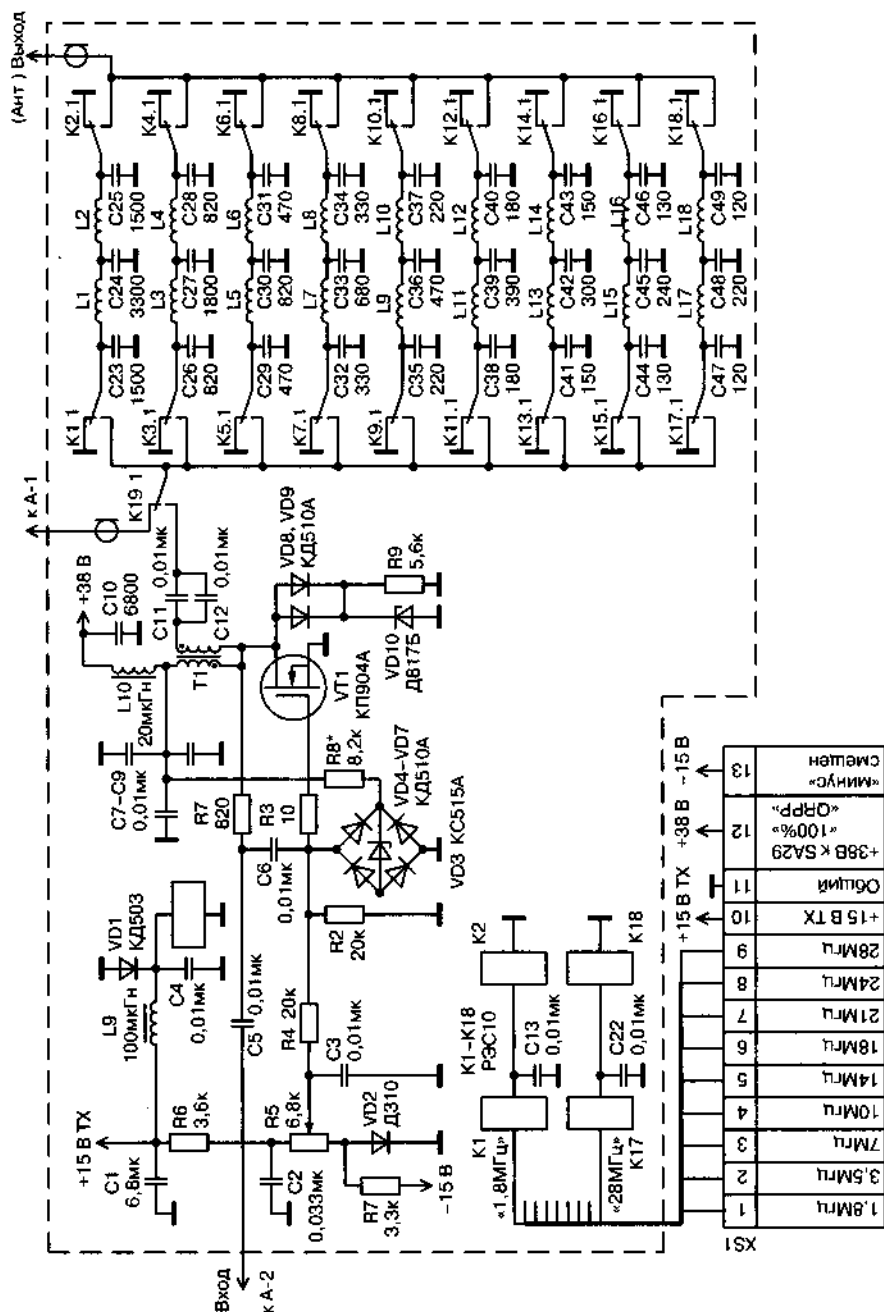 (Ант ) Выход
к А-1
K2.1
K4.1
K6.1
K8.1
K10.1
K12.1
K14.1
K16 1
K18.1
L2
C25
1500
L4
C28
820
L6
C31
470
L8
C34
330
L10
C37
220
L12
C40
180
L14
C43
150
L16
C46
130
L18
C49
120
L1
C24
3300
L3
C27
1800
L5
C30
820
L7
C33
680
L9
C36
470
L11
C39
390
L13
C42
300
L15
C45
240
L17
C48
220
C23
1500
C26
820
C29
470
C32
330
C35
220
C38
180
C41
150
C44
130
C47
120
K1 1
K3.1
K5.1
K7.1
K9.1
K11.1
K13.1
K15.1
K17.1
K19 1
+38 В
C10
6800
C11
0,01мк
C12
0,01мк
VD8, VD9
КД510А
R9
5,6к
VD10
Д817Б
L10
20мкГн
T1
VT1
КП904А
C7–C9
0,01мк
R7
820
R3
10
R8*
8,2к
VD4–VD7
КД510А
VD3 КС515А
C6
0,01мк
VD1
КД503
L9
100мкГн
C4
0,01мк
C5
0,01мк
R2
20к
R4 20к
C3
0,01мк
+15 В ТХ
C1
6,8мк
R6
3,6к
R5
6,8к
C2
0,033мк
VD2
Д310
R7
3,3к
–15 В
Вход
к А-2
K1
K2
K1–K18
РЭС10
C13
0,01мк
«1,8МГц»
K17
K18
C22
0,01мк
«28МГц»
+15В ТХ
+38 В
–15 В
XS1
1
1,8Мгц
2
3,5Мгц
3
7Мгц
4
10Мгц
5
14Мгц
6
18Мгц
7
21Мгц
8
24Мгц
9
28Мгц
10
+15 В ТХ
11
Общий
12
+38В к SA29
«100%»
«QRPP»
13
«минус»
смещен